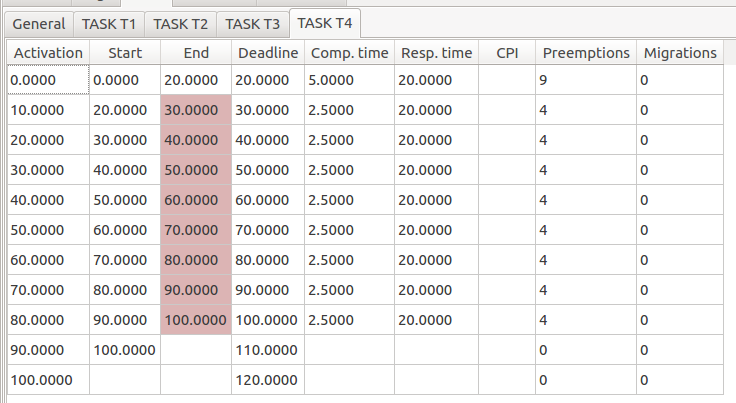 General TASK T1 TASK T2 TASK T3 TASK T4
Activation Start End Deadline Comp. time Resp. time CPI Preemptions Migrations
0.0000 0.0000 20.0000 20.0000 5.0000 20.0000 9 0
10.0000 20.0000 30.0000 30.0000 2.5000 20.0000 4 0
20.0000 30.0000 40.0000 40.0000 2.5000 20.0000 4 0
30.0000 40.0000 50.0000 50.0000 2.5000 20.0000 4 0
40.0000 50.0000 60.0000 60.0000 2.5000 20.0000 4 0
50.0000 60.0000 70.0000 70.0000 2.5000 20.0000 4 0
60.0000 70.0000 80.0000 80.0000 2.5000 20.0000 4 0
70.0000 80.0000 90.0000 90.0000 2.5000 20.0000 4 0
80.0000 90.0000 100.0000 100.0000 2.5000 20.0000 4 0
90.0000 100.0000 110.0000 0 0
100.0000 120.0000 0 0